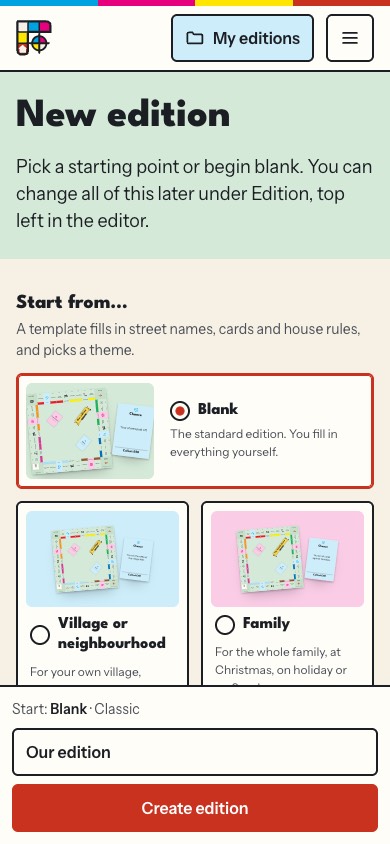 My editions
New edition
Pick a starting point or begin blank. You can
change all of this later under Edition, top
left in the editor.
Start from...
A template fills in street names, cards and house rules,
and picks a theme.
Blank
The standard edition. You fill in
everything yourself.
Village or
neighbourhood
For your own village,
Family
For the whole family, at
Christmas, on holiday or
Start: Blank · Classic
Our edition
Create edition